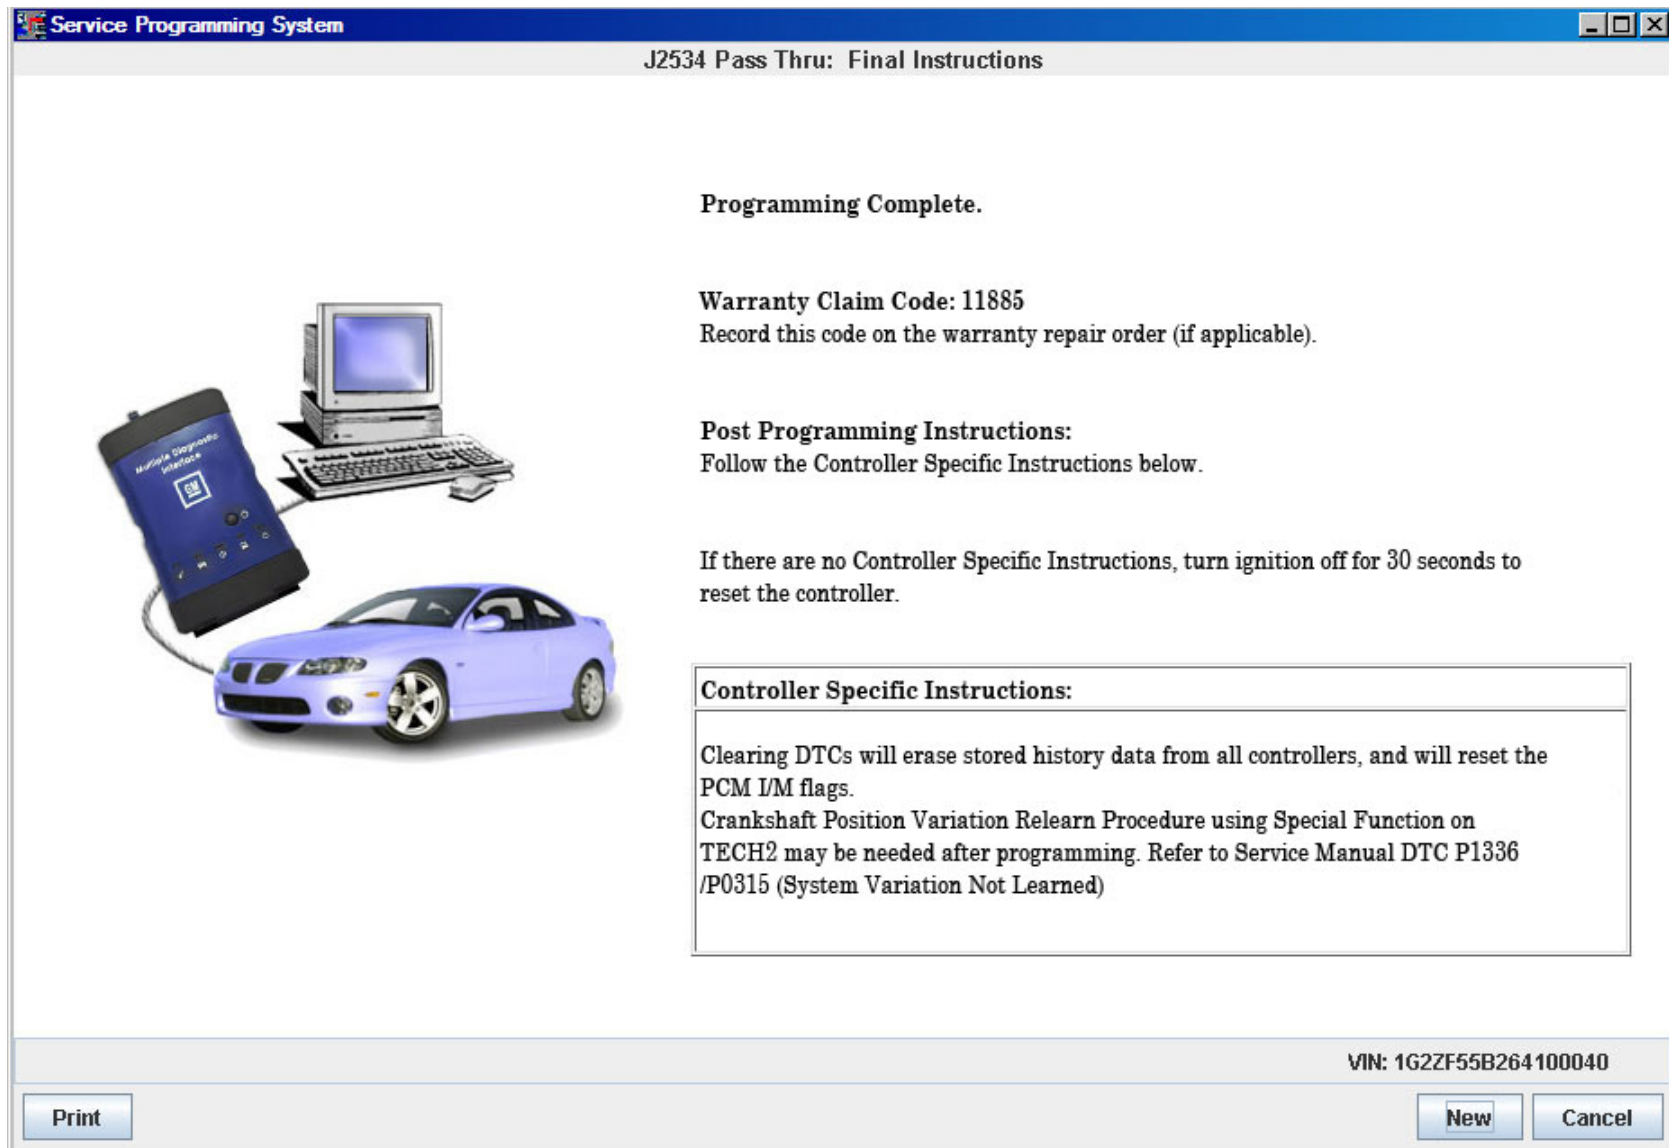 Service Programming System
J2534 Pass Thru: Final Instructions
Programming Complete.
Warranty Claim Code: 11885
Record this code on the warranty repair order (if applicable).
Post Programming Instructions:
Follow the Controller Specific Instructions below.
If there are no Controller Specific Instructions, turn ignition off for 30 seconds to
reset the controller.
Multiple Diagnostic
Interface
GM
Controller Specific Instructions:
Clearing DTCs will erase stored history data from all controllers, and will reset the
PCM I/M flags.
Crankshaft Position Variation Relearn Procedure using Special Function on
TECH2 may be needed after programming. Refer to Service Manual DTC P1336
/P0315 (System Variation Not Learned)
VIN: 1G2ZF55B264100040
Print
New
Cancel